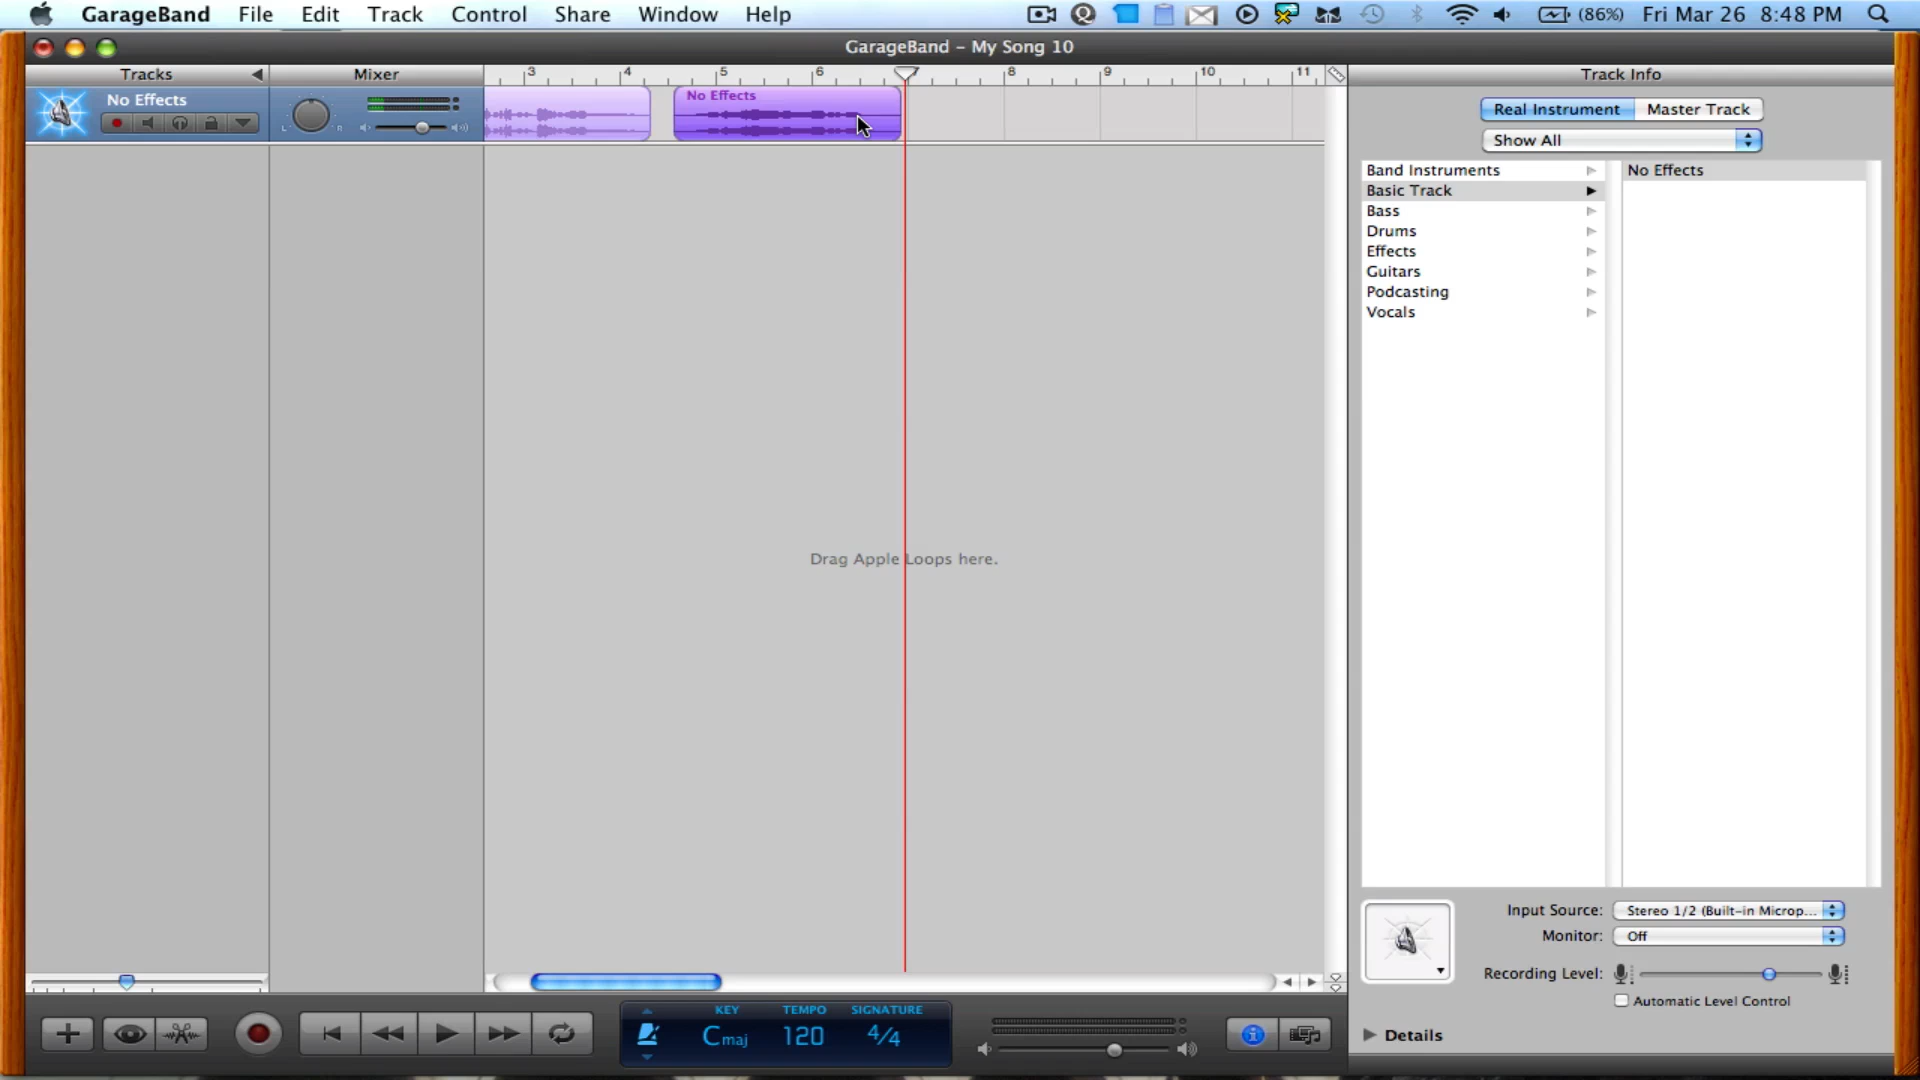 GarageBand File Edit Track Control Share Window Help (86%) Fri Mar 26 8:48 PM
GarageBand – My Song 10
Tracks Mixer 3 4 5 6 7 8 9 10 11 Track Info
No Effects
No Effects
Real Instrument Master Track
Show All
L R
Band Instruments No Effects
Basic Track
Bass
Drums
Effects
Guitars
Podcasting
Vocals
Drag Apple Loops here.
Input Source: Stereo 1/2 (Built-in Microp...
Monitor: Off
Recording Level:
Automatic Level Control
KEY TEMPO SIGNATURE
Cmaj 120 4/4
Details